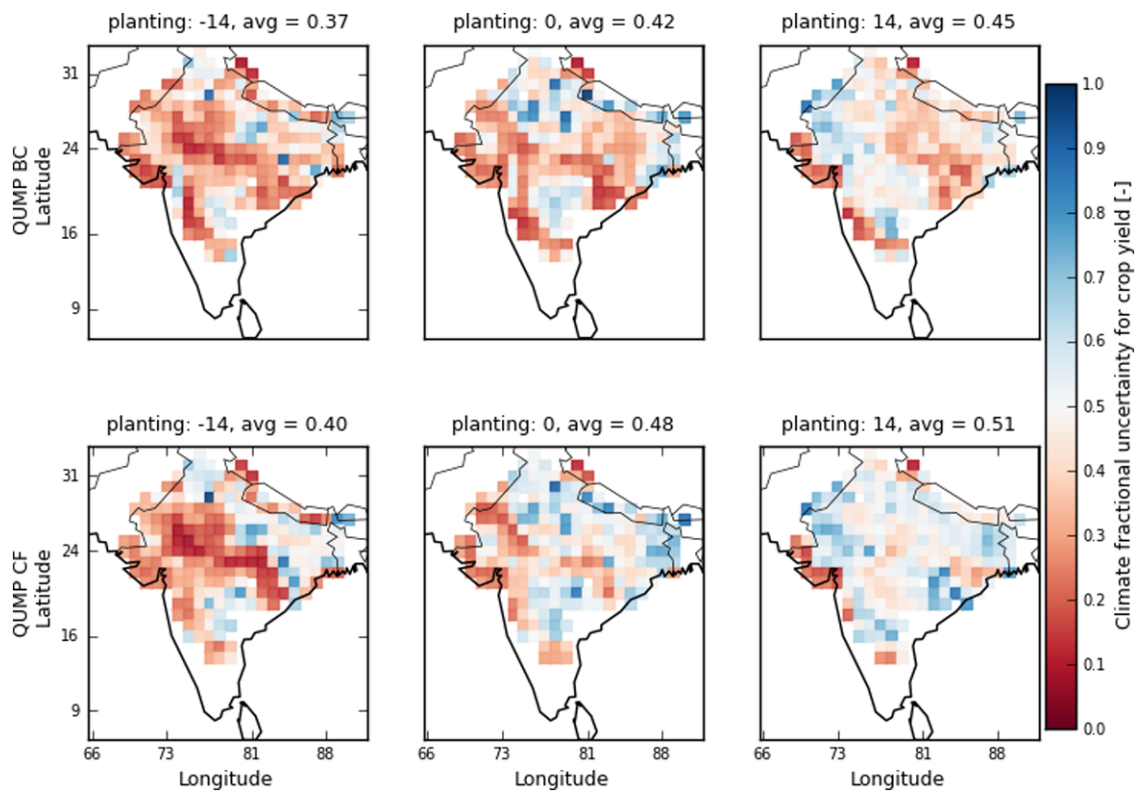 planting: -14, avg = 0.37
planting: 0, avg = 0.42
planting: 14, avg = 0.45
QUMP BC
Latitude
31
24
16
9
planting: -14, avg = 0.40
planting: 0, avg = 0.48
planting: 14, avg = 0.51
QUMP CF
Latitude
31
24
16
9
66 73 81 88
66 73 81 88
66 73 81 88
Longitude
Longitude
Longitude
1.0
0.9
0.8
0.7
0.6
0.5
0.4
0.3
0.2
0.1
0.0
Climate fractional uncertainty for crop yield [-]